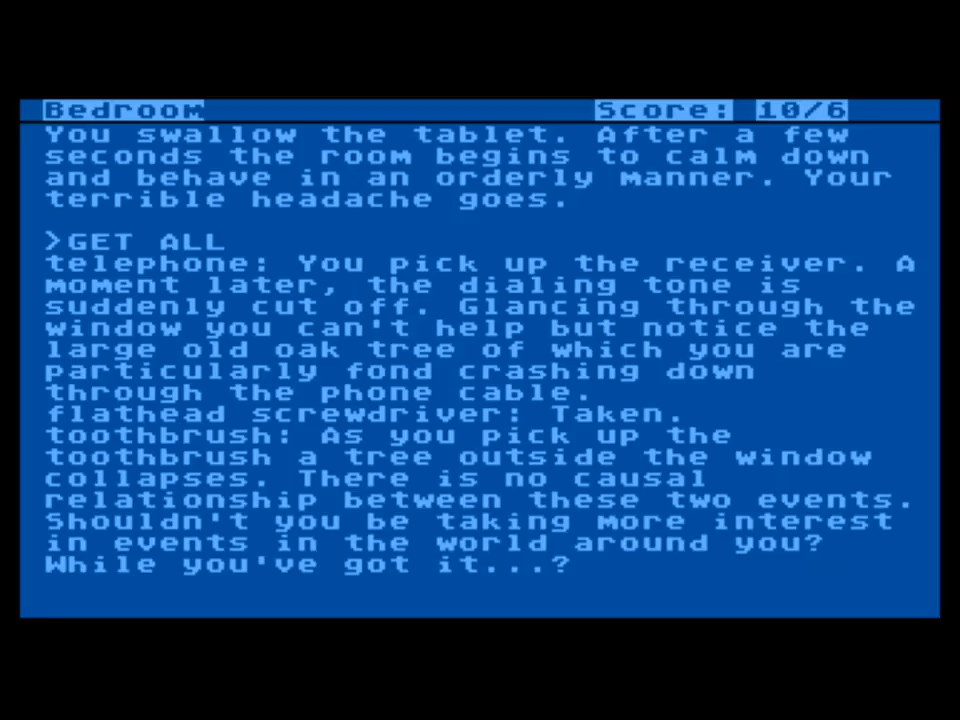 Bedroom Score: 10/6
You swallow the tablet. After a few
seconds the room begins to calm down
and behave in an orderly manner. Your
terrible headache goes.
>GET ALL
telephone: You pick up the receiver. A
moment later, the dialing tone is
suddenly cut off. Glancing through the
window you can't help but notice the
large old oak tree of which you are
particularly fond crashing down
through the phone cable.
flathead screwdriver: Taken.
toothbrush: As you pick up the
toothbrush a tree outside the window
collapses. There is no causal
relationship between these two events.
Shouldn't you be taking more interest
in events in the world around you?
While you've got it...?